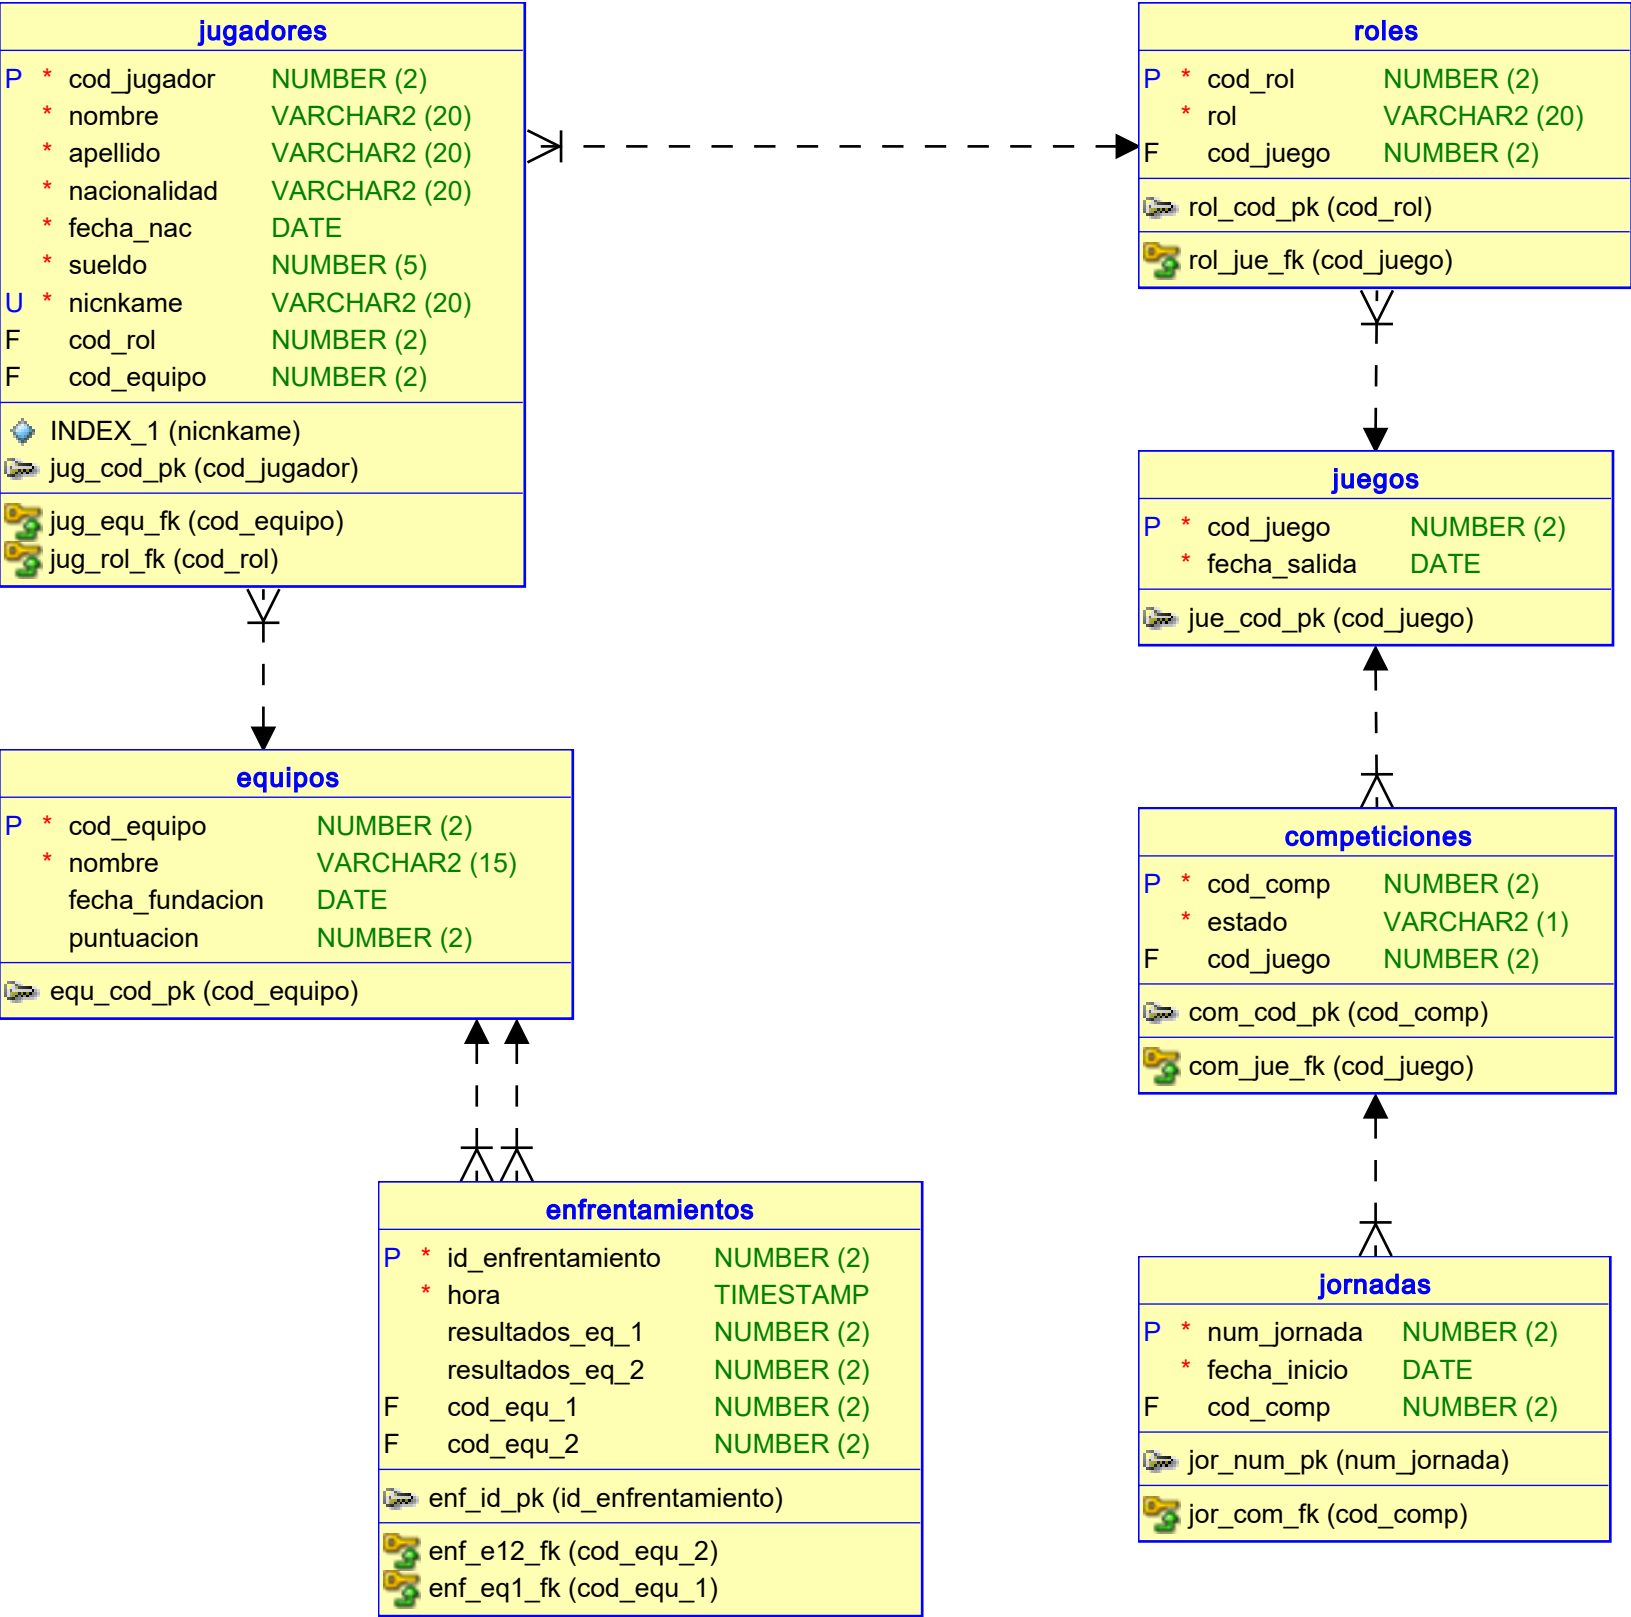 jugadores
P * cod_jugador NUMBER (2)
* nombre VARCHAR2 (20)
* apellido VARCHAR2 (20)
* nacionalidad VARCHAR2 (20)
* fecha_nac DATE
* sueldo NUMBER (5)
U * nicnkame VARCHAR2 (20)
F cod_rol NUMBER (2)
F cod_equipo NUMBER (2)
INDEX_1 (nicnkame)
jug_cod_pk (cod_jugador)
jug_equ_fk (cod_equipo)
jug_rol_fk (cod_rol)
roles
P * cod_rol NUMBER (2)
* rol VARCHAR2 (20)
F cod_juego NUMBER (2)
rol_cod_pk (cod_rol)
rol_jue_fk (cod_juego)
juegos
P * cod_juego NUMBER (2)
* fecha_salida DATE
jue_cod_pk (cod_juego)
equipos
P * cod_equipo NUMBER (2)
* nombre VARCHAR2 (15)
fecha_fundacion DATE
puntuacion NUMBER (2)
equ_cod_pk (cod_equipo)
competiciones
P * cod_comp NUMBER (2)
* estado VARCHAR2 (1)
F cod_juego NUMBER (2)
com_cod_pk (cod_comp)
com_jue_fk (cod_juego)
enfrentamientos
P * id_enfrentamiento NUMBER (2)
* hora TIMESTAMP
resultados_eq_1 NUMBER (2)
resultados_eq_2 NUMBER (2)
F cod_equ_1 NUMBER (2)
F cod_equ_2 NUMBER (2)
enf_id_pk (id_enfrentamiento)
enf_e12_fk (cod_equ_2)
enf_eq1_fk (cod_equ_1)
jornadas
P * num_jornada NUMBER (2)
* fecha_inicio DATE
F cod_comp NUMBER (2)
jor_num_pk (num_jornada)
jor_com_fk (cod_comp)